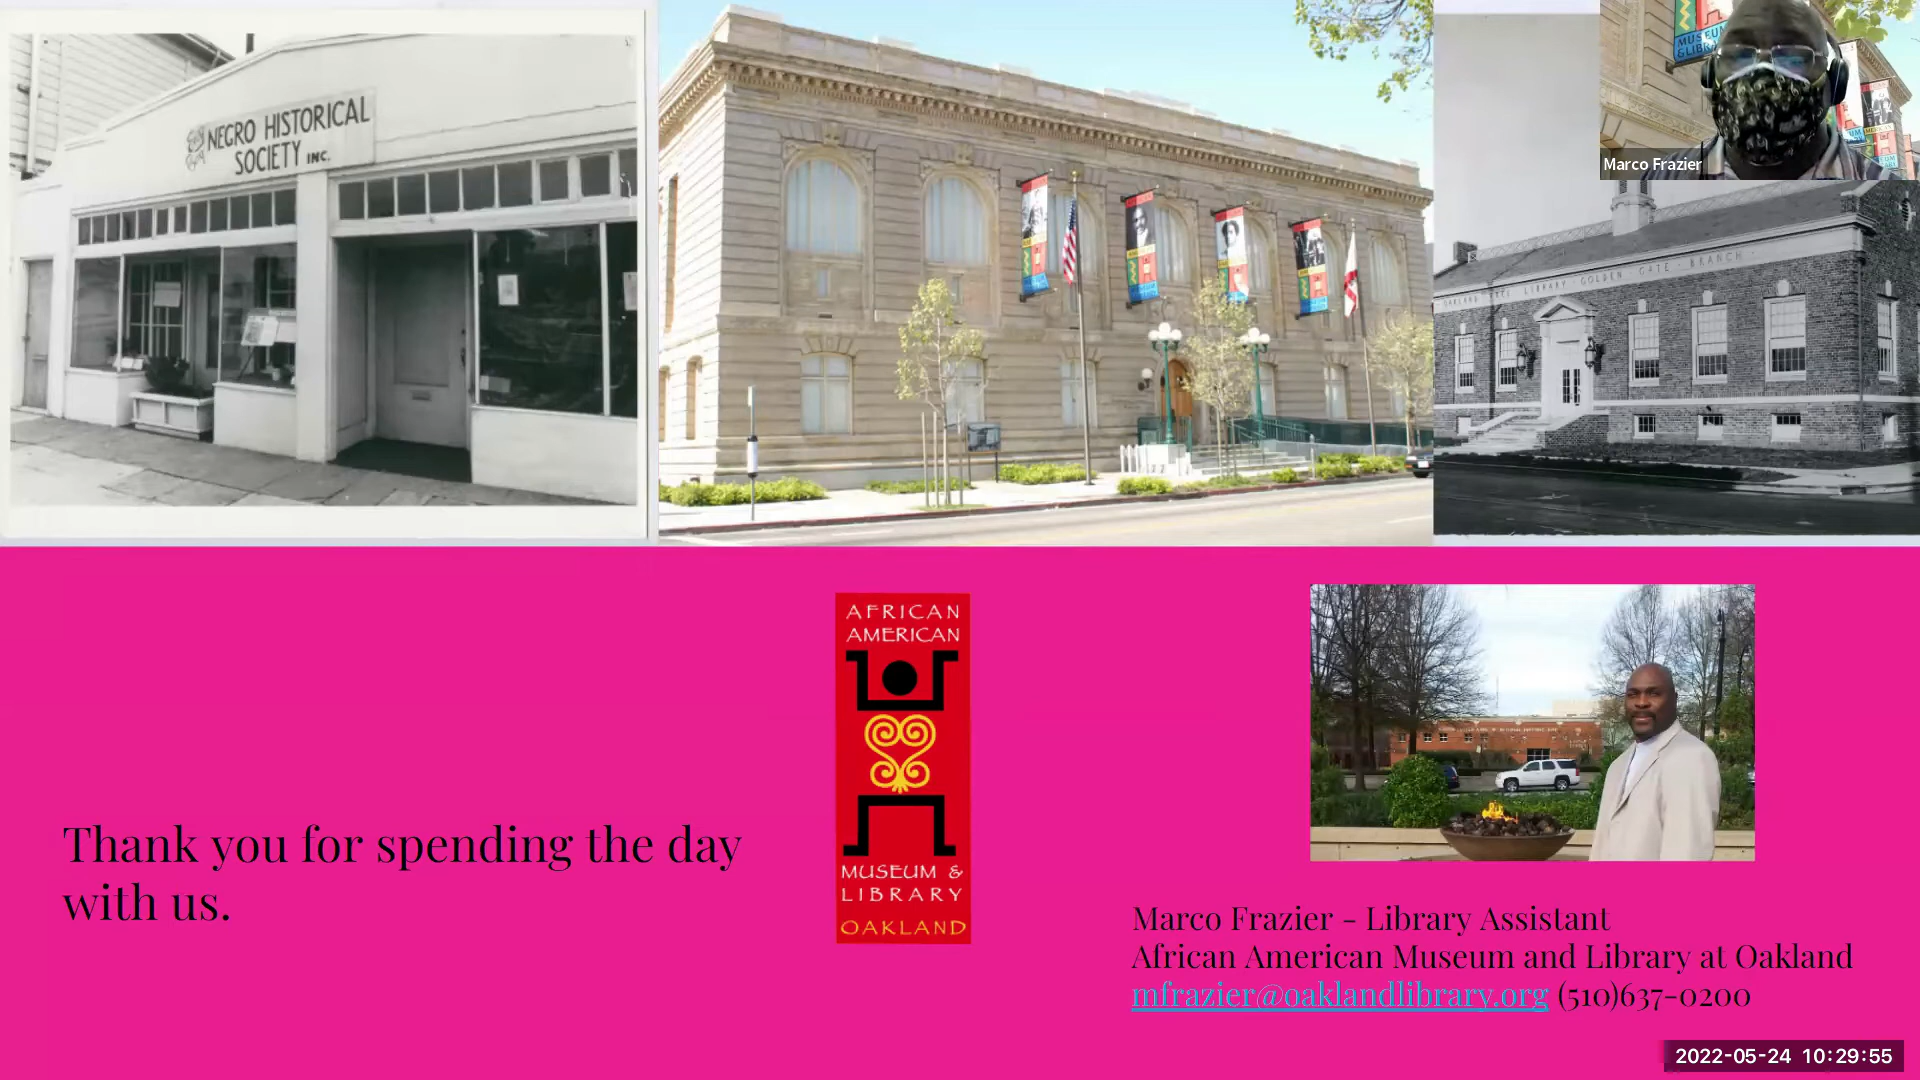 NEGRO HISTORICAL
SOCIETY INC.
MUSEUM
Marco Frazier
OAKLAND FREE LIBRARY · GOLDEN · GATE · BRANCH ·
AFRICAN
AMERICAN
MUSEUM &
LIBRARY
OAKLAND
Thank you for spending the day
with us.
Marco Frazier - Library Assistant
African American Museum and Library at Oakland
mfrazier@oaklandlibrary.org (510)637-0200
2022-05-24 10:29:55